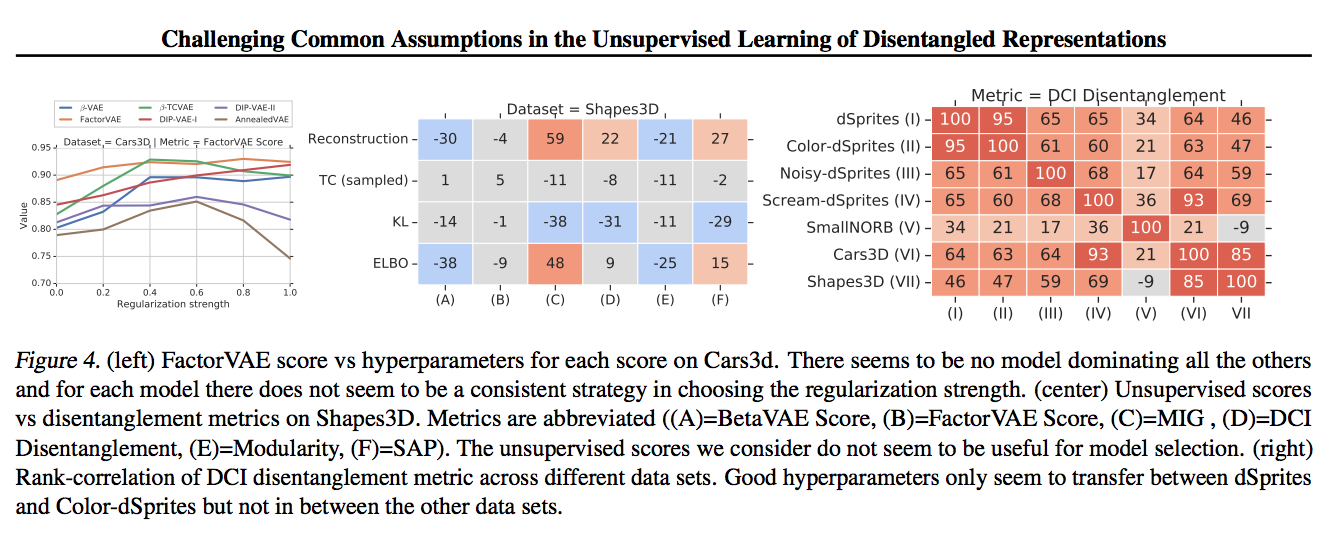 Challenging Common Assumptions in the Unsupervised Learning of Disentangled Representations
β-VAE β-TCVAE DIP-VAE-II
FactorVAE DIP-VAE-I AnnealedVAE
Dataset = Cars3D | Metric = FactorVAE Score
0.95
0.90
0.85
0.80
0.75
0.70
Value
0.0 0.2 0.4 0.6 0.8 1.0
Regularization strength
Dataset = Shapes3D
Reconstruction -30 -4 59 22 -21 27
TC (sampled) 1 5 -11 -8 -11 -2
KL -14 -1 -38 -31 -11 -29
ELBO -38 -9 48 9 -25 15
(A) (B) (C) (D) (E) (F)
Metric = DCI Disentanglement
dSprites (I) 100 95 65 65 34 64 46
Color-dSprites (II) 95 100 61 60 21 63 47
Noisy-dSprites (III) 65 61 100 68 17 64 59
Scream-dSprites (IV) 65 60 68 100 36 93 69
SmallNORB (V) 34 21 17 36 100 21 -9
Cars3D (VI) 64 63 64 93 21 100 85
Shapes3D (VII) 46 47 59 69 -9 85 100
(I) (II) (III) (IV) (V) (VI) VII
Figure 4. (left) FactorVAE score vs hyperparameters for each score on Cars3d. There seems to be no model dominating all the others
and for each model there does not seem to be a consistent strategy in choosing the regularization strength. (center) Unsupervised scores
vs disentanglement metrics on Shapes3D. Metrics are abbreviated ((A)=BetaVAE Score, (B)=FactorVAE Score, (C)=MIG , (D)=DCI
Disentanglement, (E)=Modularity, (F)=SAP). The unsupervised scores we consider do not seem to be useful for model selection. (right)
Rank-correlation of DCI disentanglement metric across different data sets. Good hyperparameters only seem to transfer between dSprites
and Color-dSprites but not in between the other data sets.